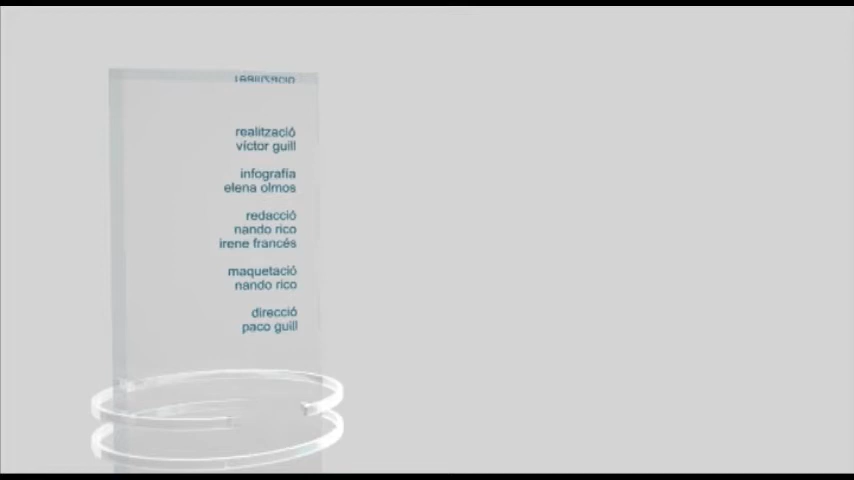 realització
víctor guill
infografía
elena olmos
redacció
nando rico
irene francés
maquetació
nando rico
direcció
paco guill